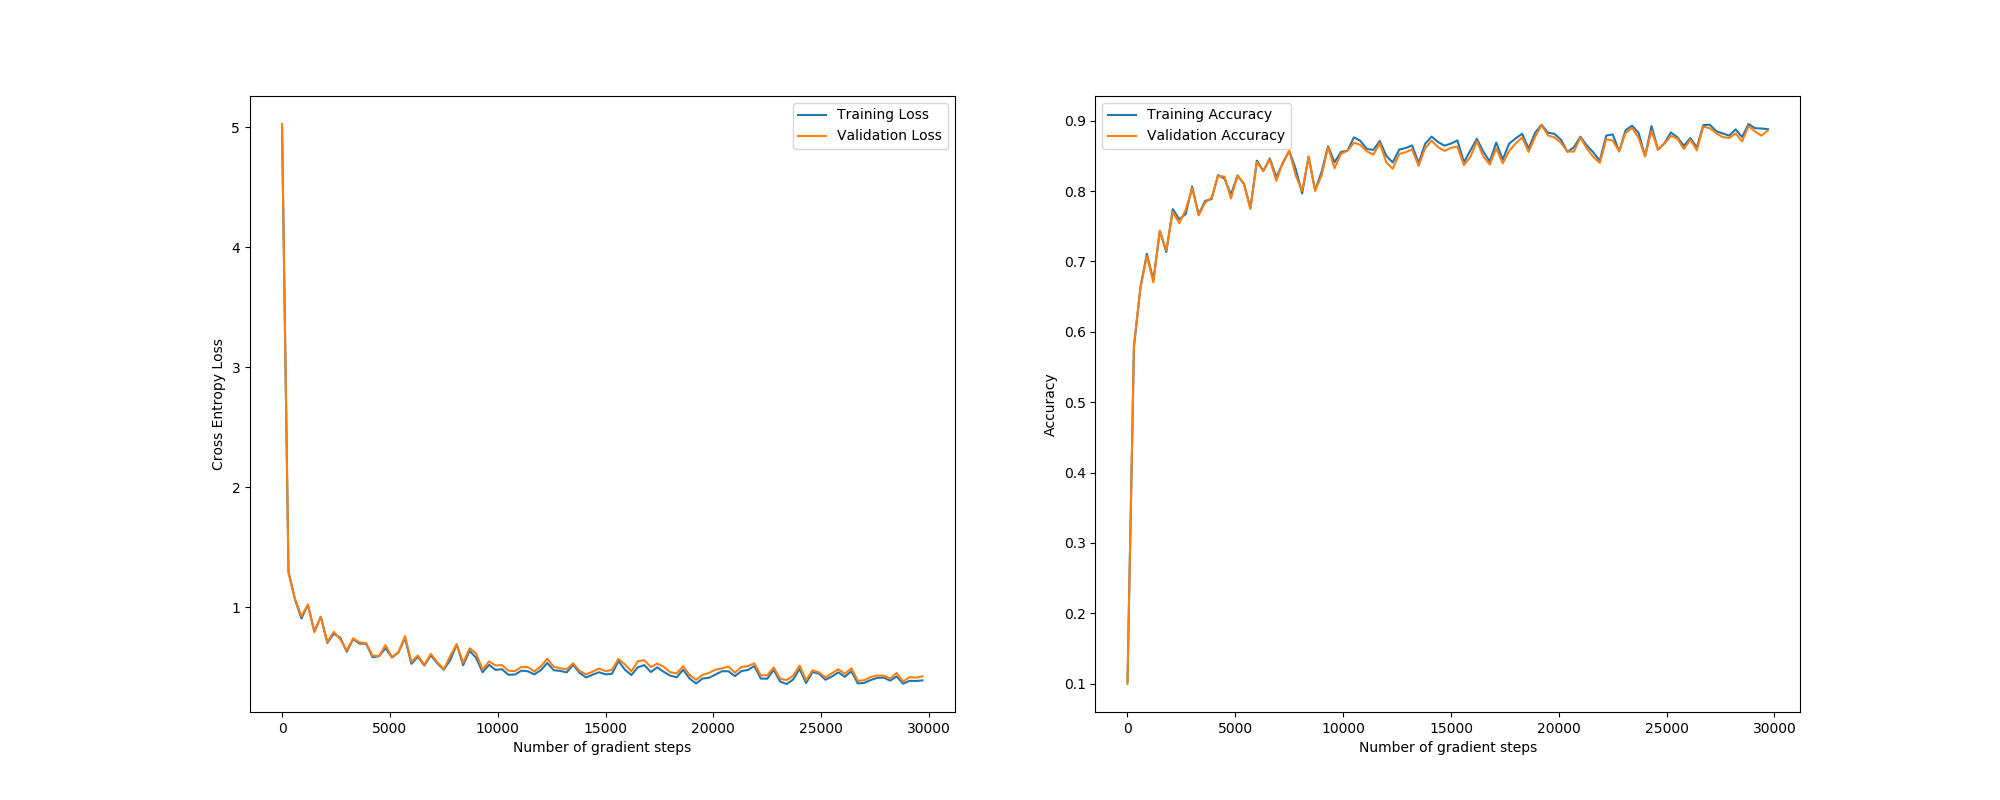 Training Loss
Validation Loss
5
4
3
2
1
Cross Entropy Loss
0 5000 10000 15000 20000 25000 30000
Number of gradient steps
Training Accuracy
Validation Accuracy
0.9
0.8
0.7
0.6
0.5
0.4
0.3
0.2
0.1
Accuracy
0 5000 10000 15000 20000 25000 30000
Number of gradient steps